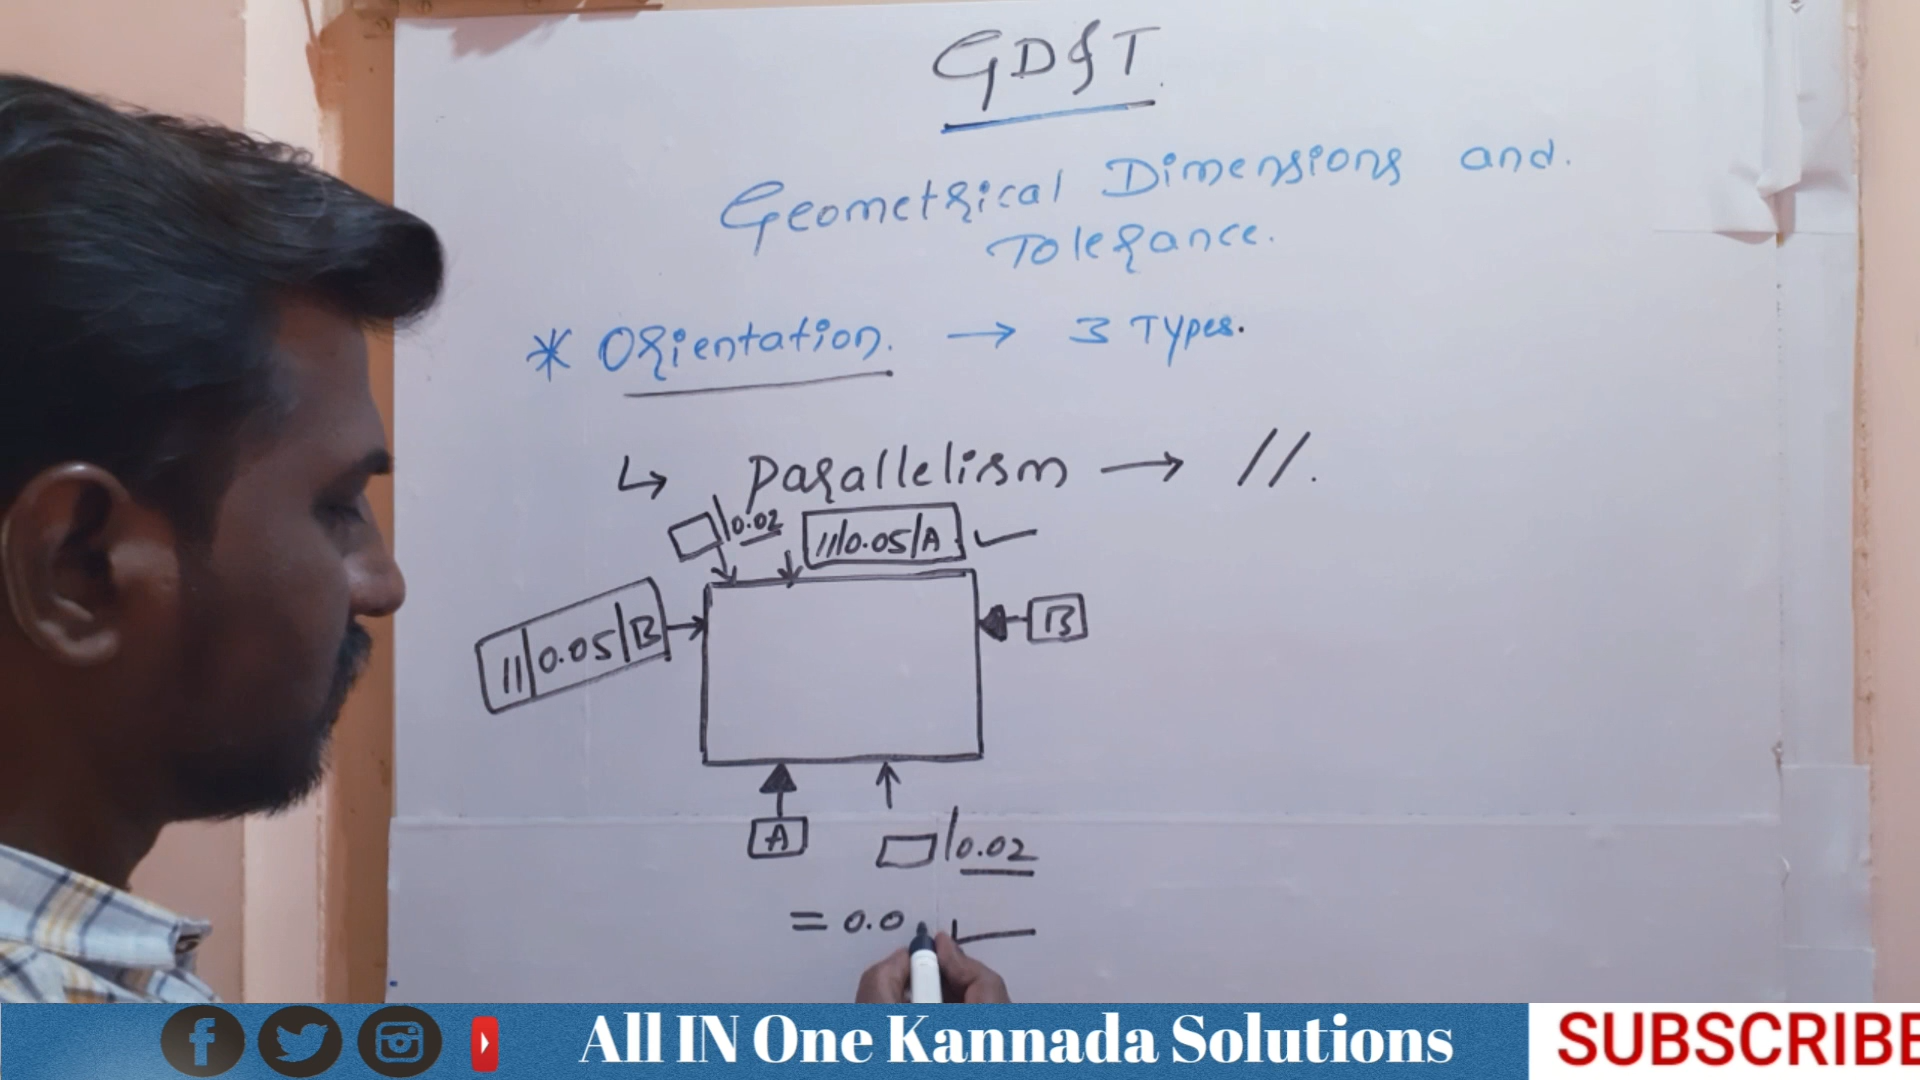 GD&T
Geometrical Dimensions and.
Tolerance.
* Orientation. → 3 Types.
↳ Parallelism → //.
▱|0.02
//|0.05|A ✓
//|0.05|B
B
A
▱|0.02
= 0.0
All IN One Kannada Solutions
SUBSCRIBE